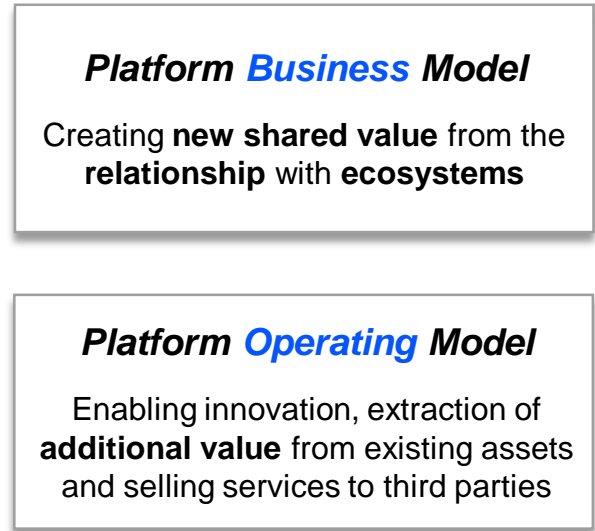 Platform Business Model
Creating new shared value from the
relationship with ecosystems
Platform Operating Model
Enabling innovation, extraction of
additional value from existing assets
and selling services to third parties